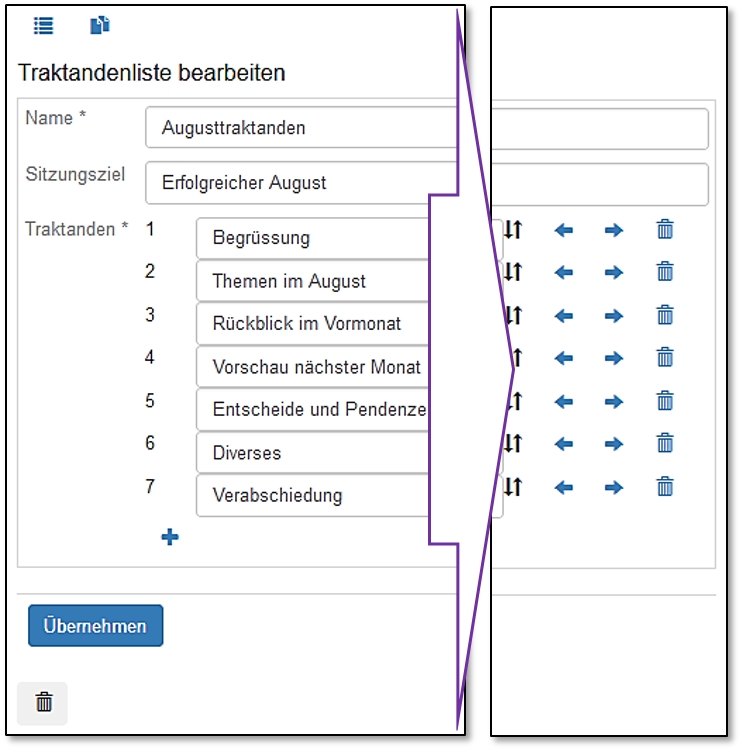 Traktandenliste bearbeiten
Name * Augusttraktanden
Sitzungsziel Erfolgreicher August
Traktanden * 1 Begrüssung
2 Themen im August
3 Rückblick im Vormonat
4 Vorschau nächster Monat
5 Entscheide und Pendenze
6 Diverses
7 Verabschiedung
Übernehmen